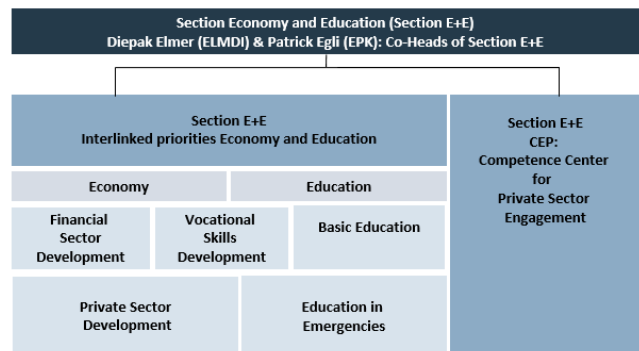 Section Economy and Education (Section E+E)
Diepak Elmer (ELMDI) & Patrick Egli (EPK): Co-Heads of Section E+E
Section E+E
Interlinked priorities Economy and Education
Section E+E
CEP:
Competence Center
for
Private Sector
Engagement
Economy
Education
Financial
Sector
Development
Vocational
Skills
Development
Basic Education
Private Sector
Development
Education in
Emergencies